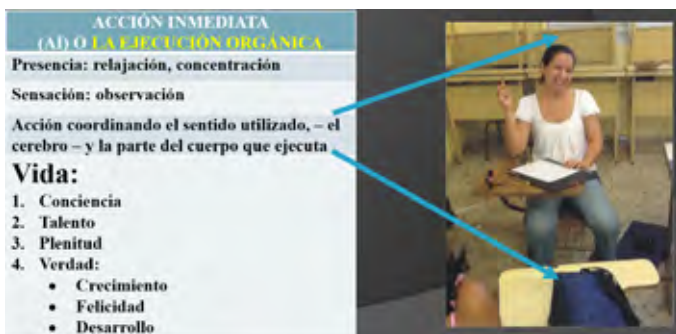 ACCIÓN INMEDIATA
(AI) O LA EJECUCIÓN ORGÁNICA
Presencia: relajación, concentración
Sensación: observación
Acción coordinando el sentido utilizado, – el
cerebro – y la parte del cuerpo que ejecuta
Vida:
1. Conciencia
2. Talento
3. Plenitud
4. Verdad:
• Crecimiento
• Felicidad
• Desarrollo